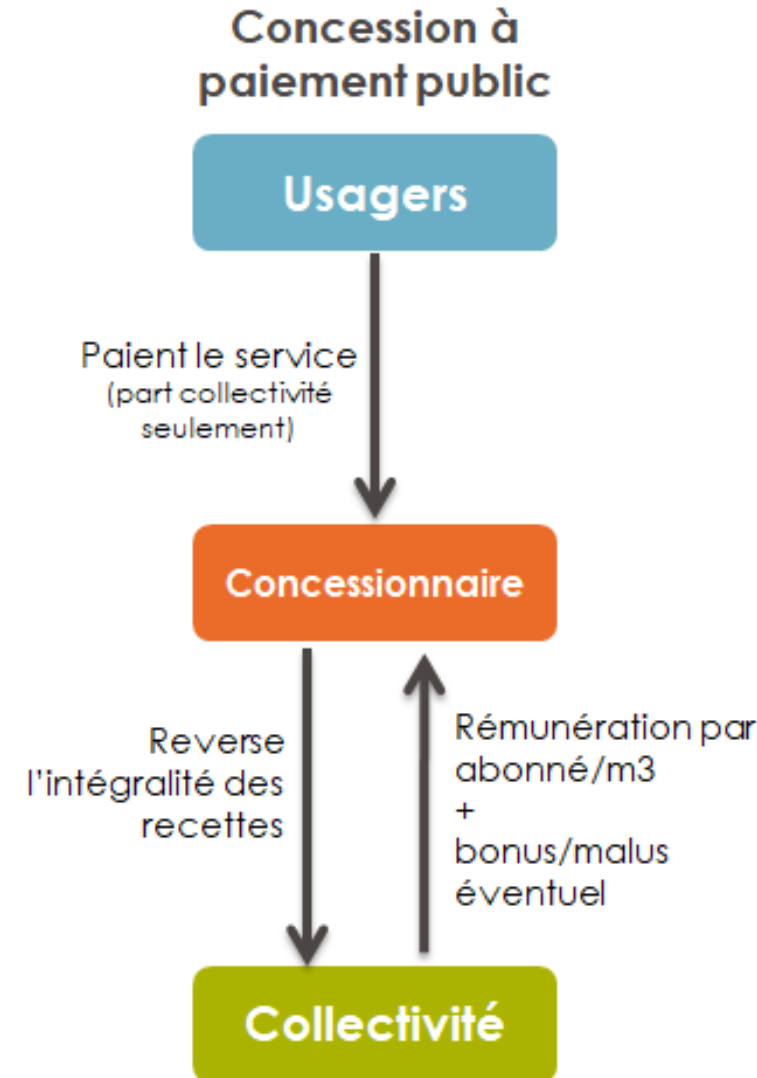 Concession à
paiement public
Usagers
Paient le service
(part collectivité
seulement)
Concessionnaire
Reverse
l'intégralité des
recettes
Rémunération par
abonné/m3
+
bonus/malus
éventuel
Collectivité